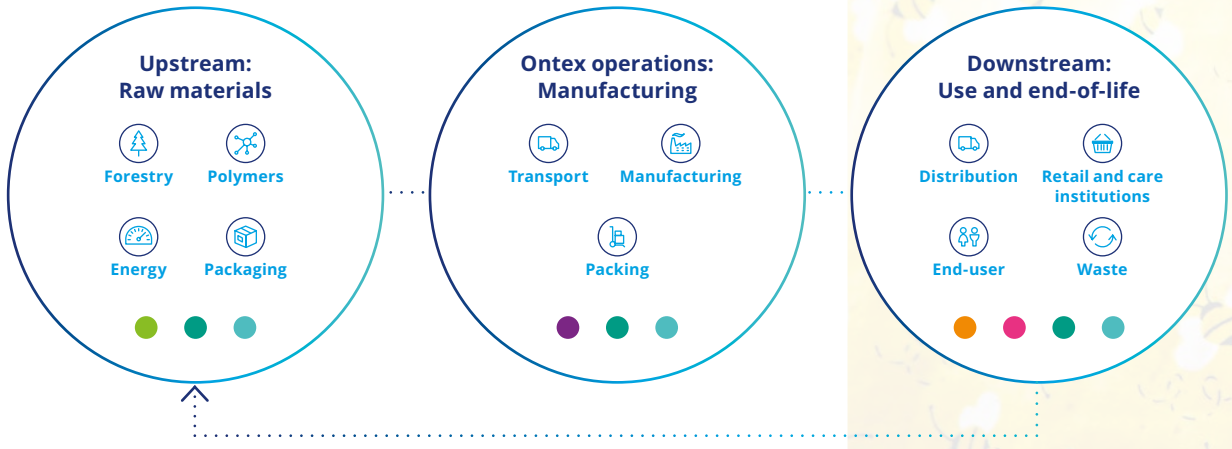 Upstream:
Raw materials
Forestry
Polymers
Energy
Packaging
Ontex operations:
Manufacturing
Transport
Manufacturing
Packing
Downstream:
Use and end-of-life
Distribution
Retail and care
institutions
End-user
Waste